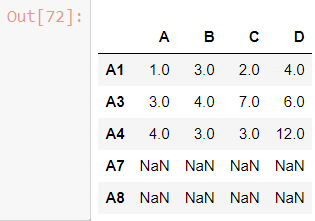 Out[72]:
A B C D
A1 1.0 3.0 2.0 4.0
A3 3.0 4.0 7.0 6.0
A4 4.0 3.0 3.0 12.0
A7 NaN NaN NaN NaN
A8 NaN NaN NaN NaN